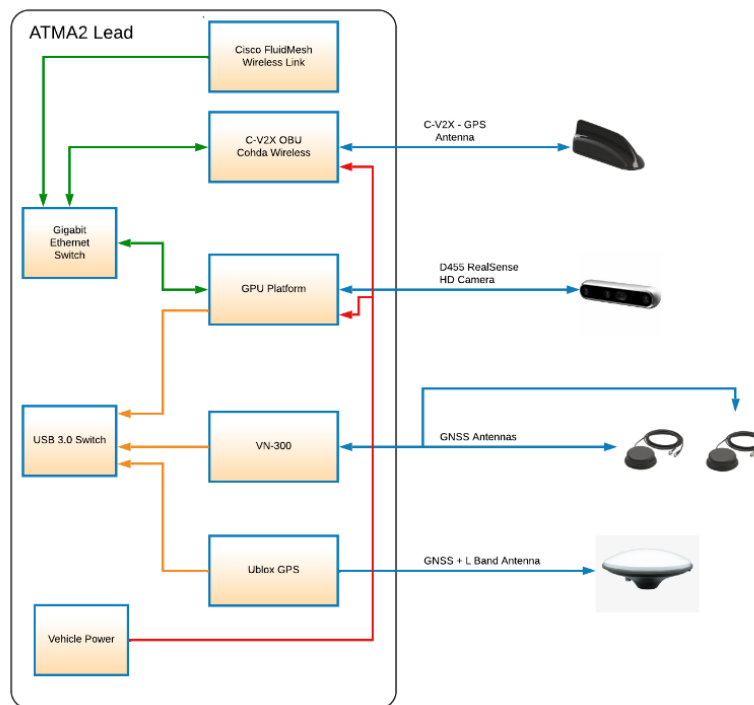 ATMA2 Lead
Cisco FluidMesh
Wireless Link
C-V2X OBU
Cohda Wireless
C-V2X - GPS
Antenna
Gigabit
Ethernet
Switch
GPU Platform
D455 RealSense
HD Camera
USB 3.0 Switch
VN-300
GNSS Antennas
Ublox GPS
GNSS + L Band Antenna
Vehicle Power